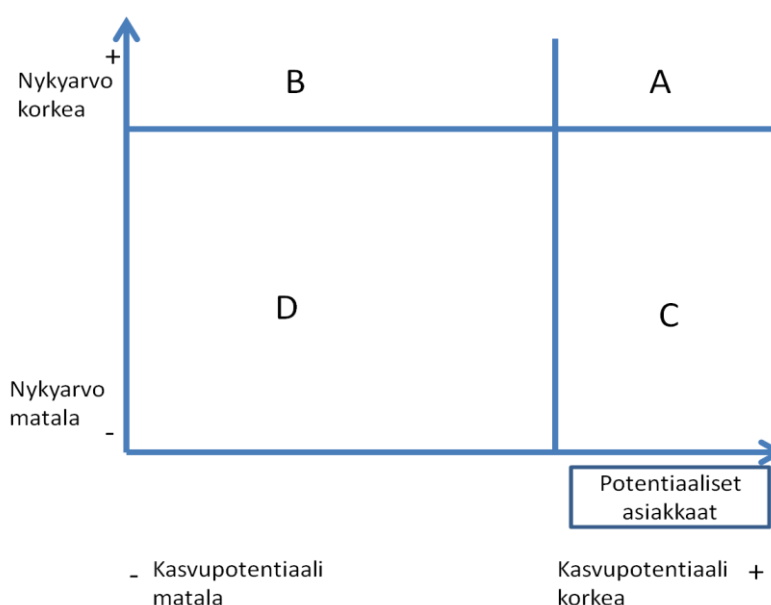 +
Nykyarvo
korkea
B
A
D
C
Nykyarvo
matala
-
Potentiaaliset
asiakkaat
- Kasvupotentiaali
matala
Kasvupotentiaali +
korkea